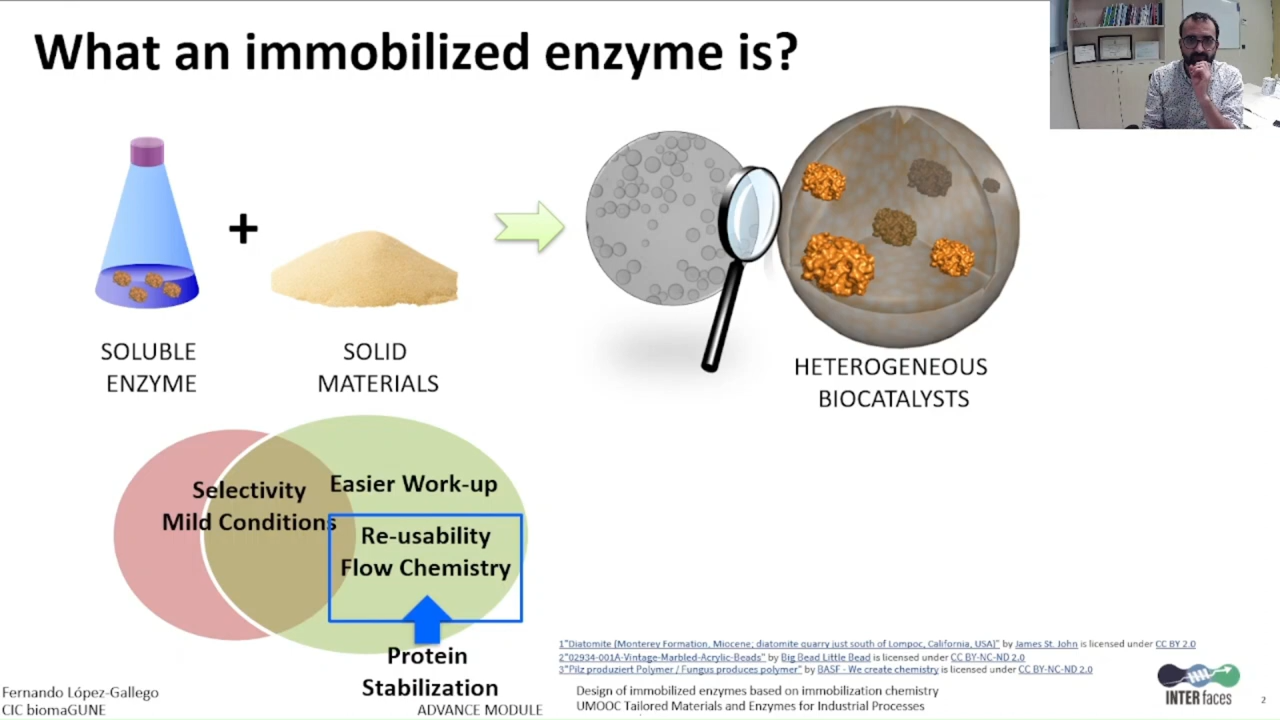 What an immobilized enzyme is?
+
SOLUBLE
ENZYME
SOLID
MATERIALS
HETEROGENEOUS
BIOCATALYSTS
Selectivity
Mild Conditions
Easier Work-up
Re-usability
Flow Chemistry
Protein
Stabilization
1"Diatomite (Monterey Formation, Miocene; diatomite quarry just south of Lompoc, California, USA)" by James St. John is licensed under CC BY 2.0
2"02934-001A-Vintage-Marbled-Acrylic-Beads" by Big Bead Little Bead is licensed under CC BY-NC-ND 2.0
3"Pilz produziert Polymer / Fungus produces polymer" by BASF - We create chemistry is licensed under CC BY-NC-ND 2.0
Fernando López-Gallego
CIC biomaGUNE
ADVANCE MODULE
Design of immobilized enzymes based on immobilization chemistry
UMOOC Tailored Materials and Enzymes for Industrial Processes
INTERfaces
2